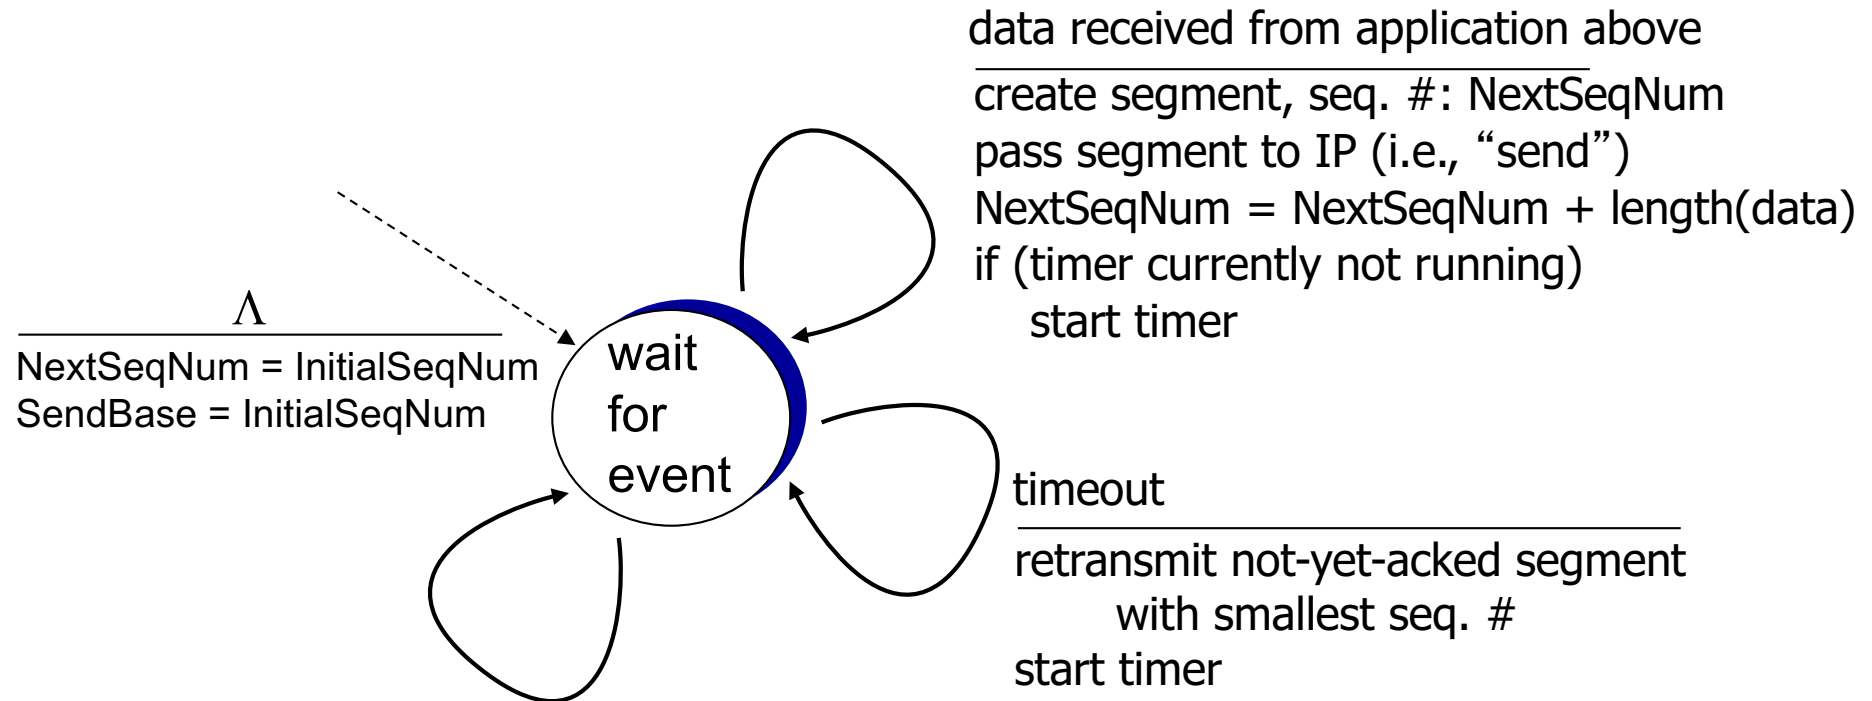 data received from application above
create segment, seq. #: NextSeqNum
pass segment to IP (i.e., “send”)
NextSeqNum = NextSeqNum + length(data)
if (timer currently not running)
start timer
Λ
NextSeqNum = InitialSeqNum
SendBase = InitialSeqNum
wait
for
event
timeout
retransmit not-yet-acked segment
with smallest seq. #
start timer